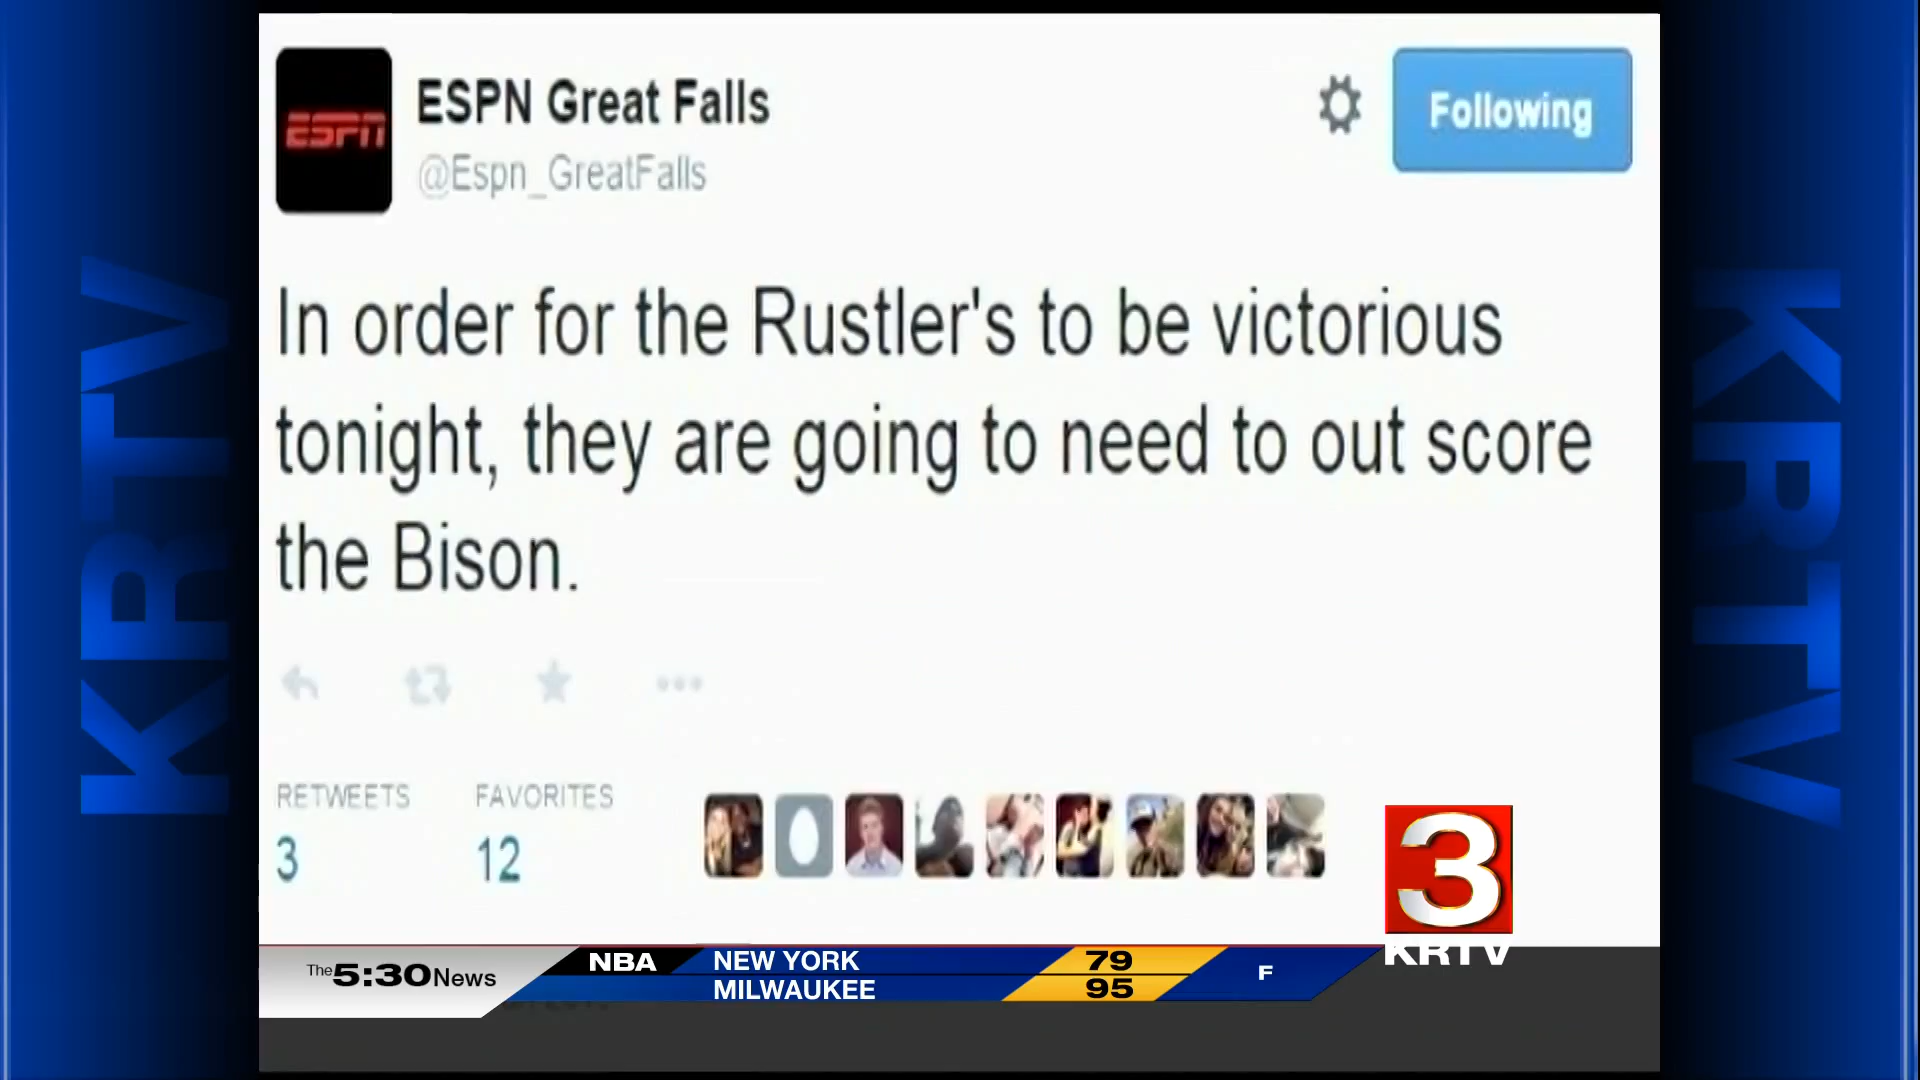 ESPN
ESPN Great Falls
@Espn_GreatFalls
Following
In order for the Rustler's to be victorious
tonight, they are going to need to out score
the Bison.
RETWEETS
3
FAVORITES
12
KRTV
KRTV
3
KRTV
The 5:30 News
NBA
NEW YORK 79
MILWAUKEE 95
F